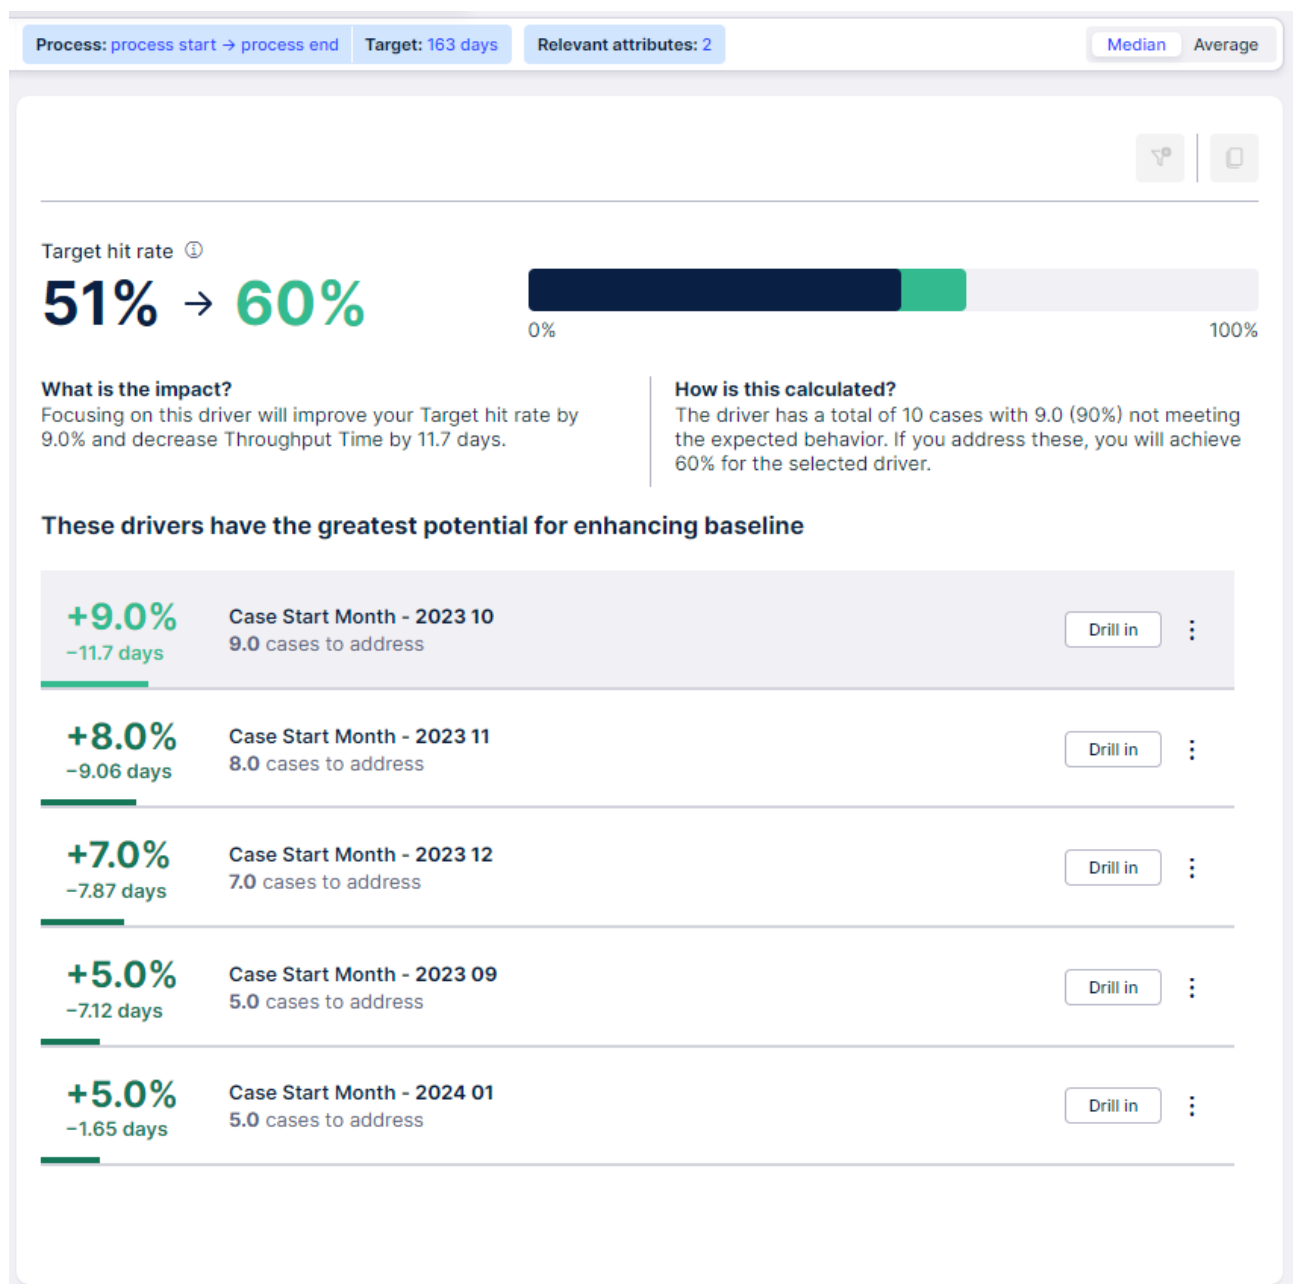 Process: process start → process end Target: 163 days Relevant attributes: 2 Median Average
Target hit rate
51% → 60%
0% 100%
What is the impact?
Focusing on this driver will improve your Target hit rate by
9.0% and decrease Throughput Time by 11.7 days.
How is this calculated?
The driver has a total of 10 cases with 9.0 (90%) not meeting
the expected behavior. If you address these, you will achieve
60% for the selected driver.
These drivers have the greatest potential for enhancing baseline
+9.0%
−11.7 days
Case Start Month - 2023 10
9.0 cases to address
Drill in
+8.0%
−9.06 days
Case Start Month - 2023 11
8.0 cases to address
Drill in
+7.0%
−7.87 days
Case Start Month - 2023 12
7.0 cases to address
Drill in
+5.0%
−7.12 days
Case Start Month - 2023 09
5.0 cases to address
Drill in
+5.0%
−1.65 days
Case Start Month - 2024 01
5.0 cases to address
Drill in